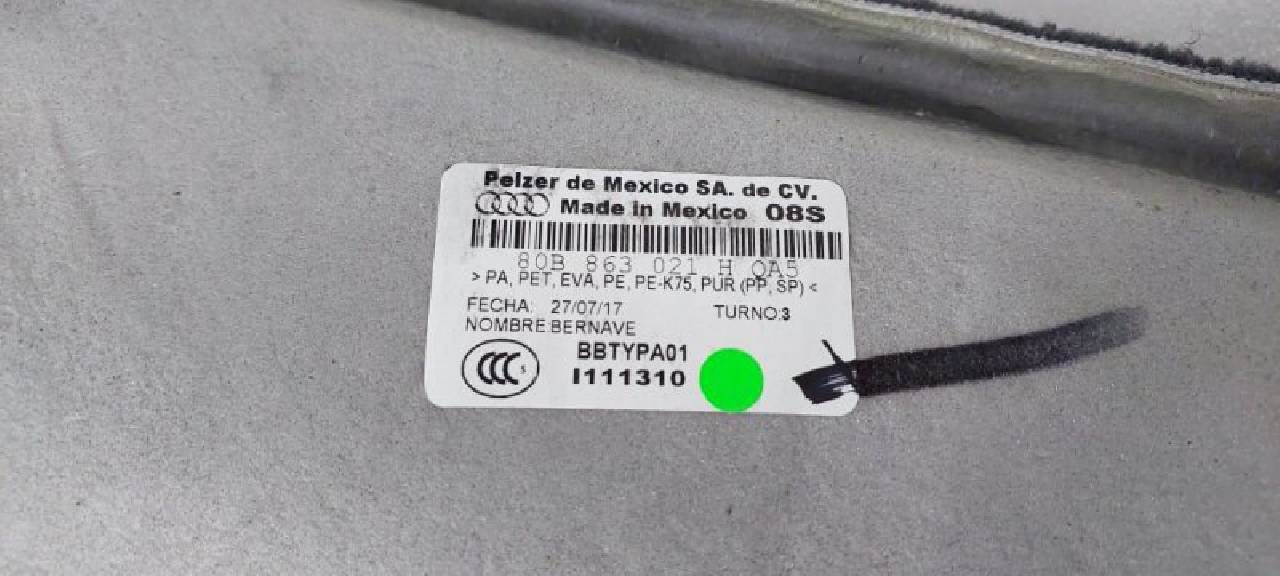 Pelzer de Mexico SA. de CV.
Made in Mexico 08S
80B 863 021 H QA5
> PA, PET, EVA, PE, PE-K75, PUR (PP, SP) <
FECHA: 27/07/17 TURNO:3
NOMBRE:BERNAVE
CCC S BBTYPA01
I111310